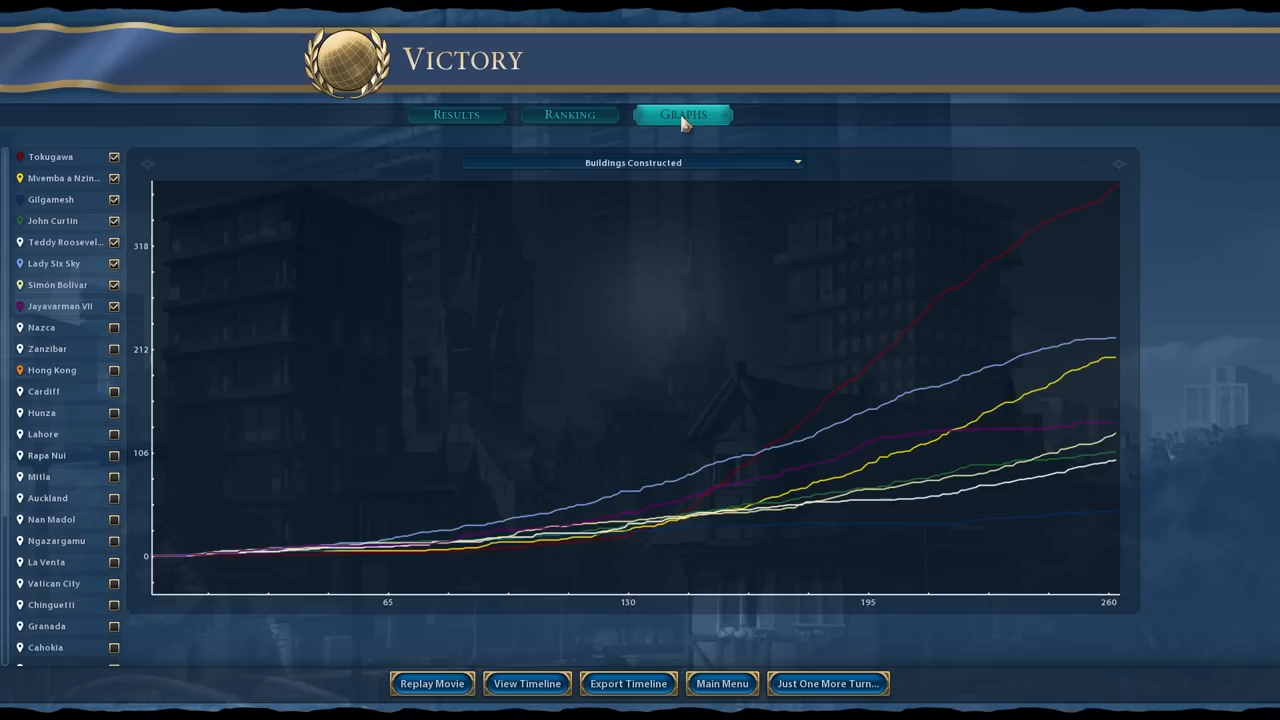 VICTORY
RESULTS
RANKING
GRAPHS
Tokugawa
Mvemba a Nzin...
Gilgamesh
John Curtin
Teddy Roosevel...
Lady Six Sky
Simón Bolívar
Jayavarman VII
Nazca
Zanzibar
Hong Kong
Cardiff
Hunza
Lahore
Rapa Nui
Mitla
Auckland
Nan Madol
Ngazargamu
La Venta
Vatican City
Chinguetti
Granada
Cahokia
Buildings Constructed
318
212
106
0
65
130
195
260
Replay Movie
View Timeline
Export Timeline
Main Menu
Just One More Turn...